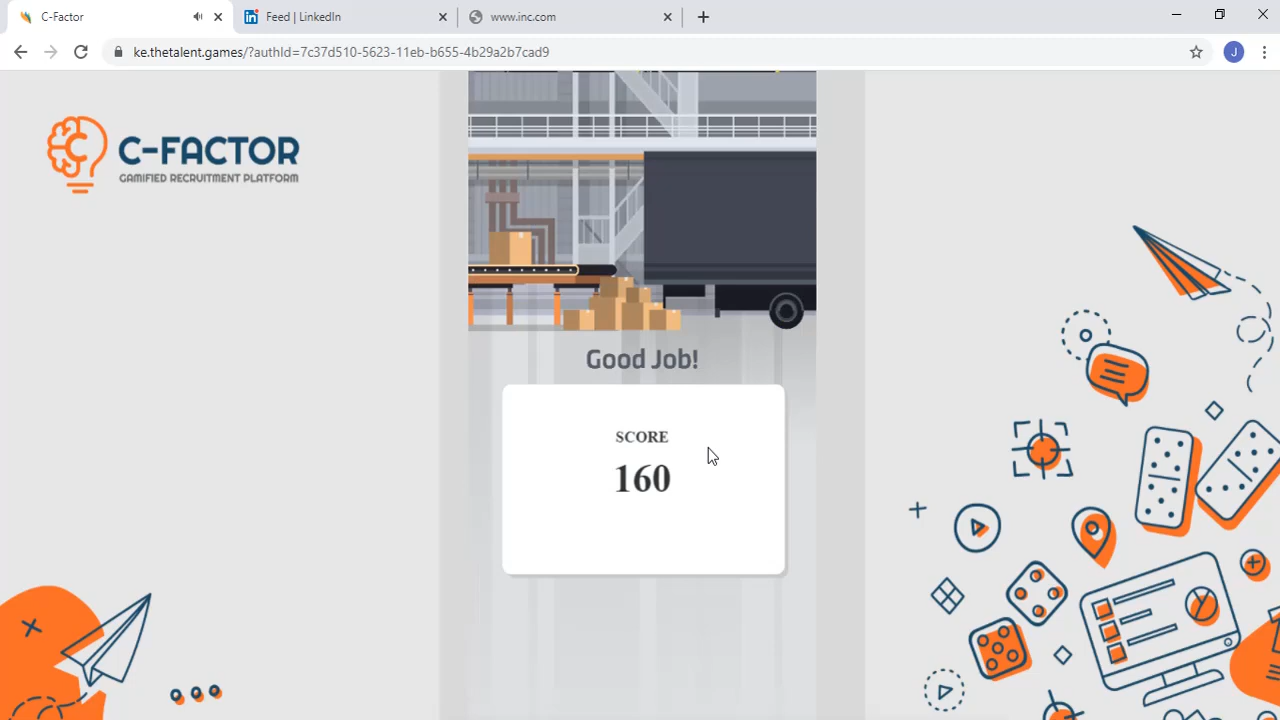 C-Factor
Feed | LinkedIn
www.inc.com
ke.thetalent.games/?authId=7c37d510-5623-11eb-b655-4b29a2b7cad9
J
C-FACTOR
GAMIFIED RECRUITMENT PLATFORM
Good Job!
SCORE
160